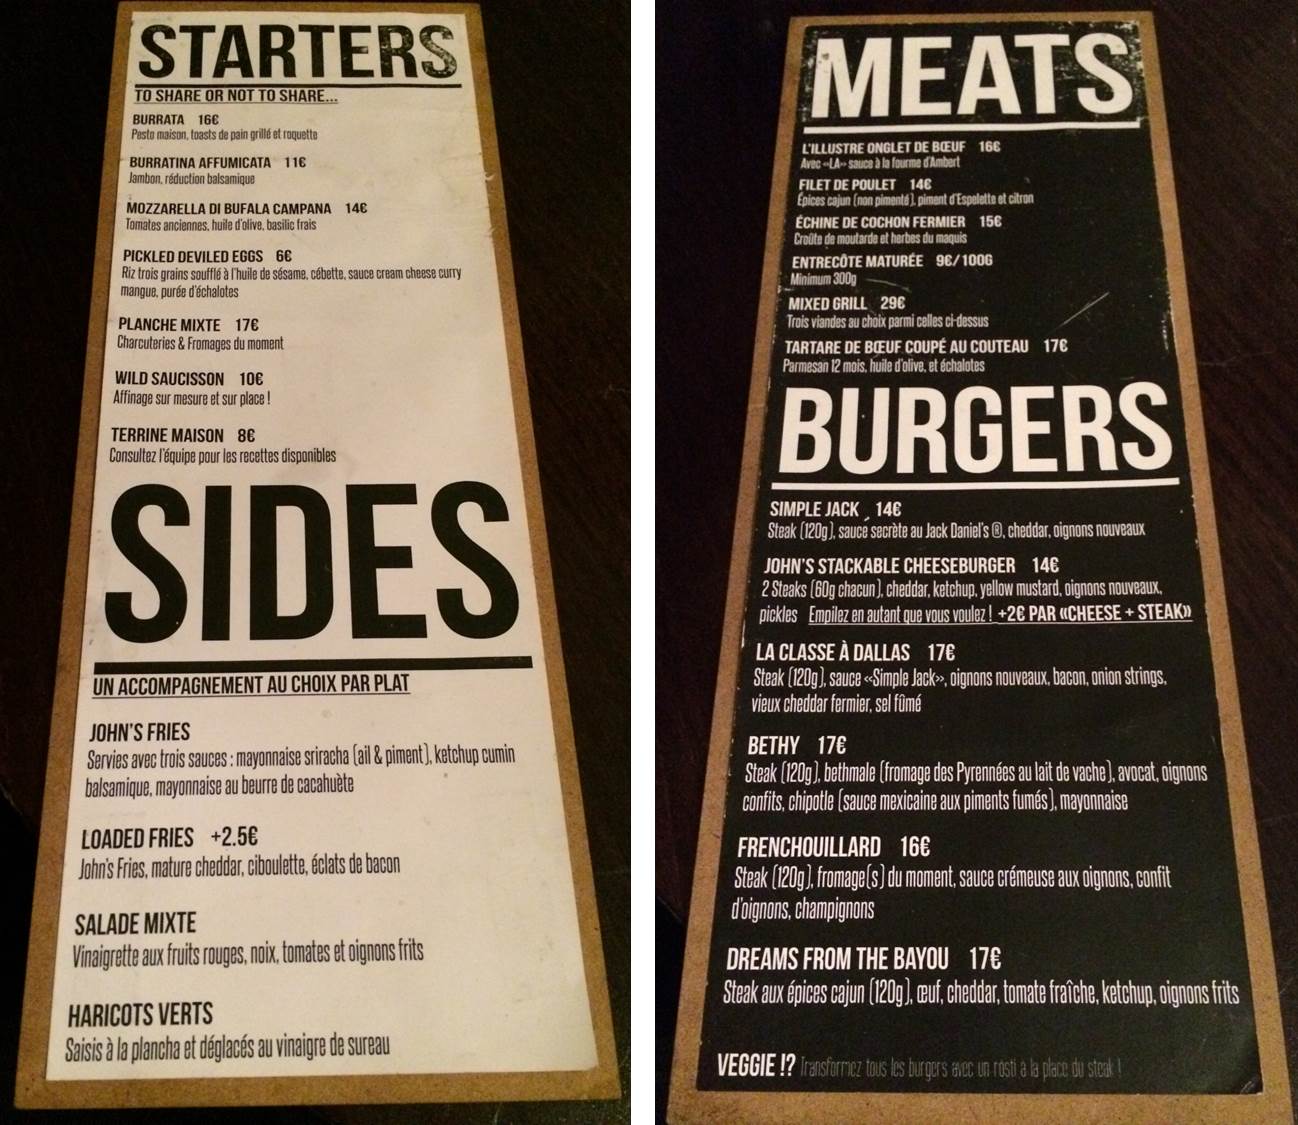 STARTERS
TO SHARE OR NOT TO SHARE...
BURRATA 16€
Pesto maison, toasts de pain grillé et roquette
BURRATINA AFFUMICATA 11€
Jambon, réduction balsamique
MOZZARELLA DI BUFALA CAMPANA 14€
Tomates anciennes, huile d'olive, basilic frais
PICKLED DEVILED EGGS 6€
Riz trois grains soufflé à l'huile de sésame, cébette, sauce cream cheese curry
mangue, purée d'échalotes
PLANCHE MIXTE 17€
Charcuteries & Fromages du moment
WILD SAUCISSON 10€
Affinage sur mesure et sur place !
TERRINE MAISON 8€
Consultez l'équipe pour les recettes disponibles
SIDES
UN ACCOMPAGNEMENT AU CHOIX PAR PLAT
JOHN'S FRIES
Servies avec trois sauces : mayonnaise sriracha (ail & piment), ketchup cumin
balsamique, mayonnaise au beurre de cacahuète
LOADED FRIES +2.5€
John's Fries, mature cheddar, ciboulette, éclats de bacon
SALADE MIXTE
Vinaigrette aux fruits rouges, noix, tomates et oignons frits
HARICOTS VERTS
Saisis à la plancha et déglacés au vinaigre de sureau
MEATS
L'ILLUSTRE ONGLET DE BŒUF 16€
Avec «LA» sauce à la fourme d'Ambert
FILET DE POULET 14€
Épices cajun (non pimenté), piment d'Espelette et citron
ÉCHINE DE COCHON FERMIER 15€
Croûte de moutarde et herbes du maquis
ENTRECÔTE MATURÉE 9€/100G
Minimum 300g
MIXED GRILL 29€
Trois viandes au choix parmi celles ci-dessus
TARTARE DE BŒUF COUPÉ AU COUTEAU 17€
Parmesan 12 mois, huile d'olive, et échalotes
BURGERS
SIMPLE JACK 14€
Steak (120g), sauce secrète au Jack Daniel's ®, cheddar, oignons nouveaux
JOHN'S STACKABLE CHEESEBURGER 14€
2 Steaks (60g chacun), cheddar, ketchup, yellow mustard, oignons nouveaux,
pickles Empilez en autant que vous voulez ! +2€ PAR «CHEESE + STEAK»
LA CLASSE À DALLAS 17€
Steak (120g), sauce «Simple Jack», oignons nouveaux, bacon, onion strings,
vieux cheddar fermier, sel fûmé
BETHY 17€
Steak (120g), bethmale (fromage des Pyrennées au lait de vache), avocat, oignons
confits, chipotle (sauce mexicaine aux piments fumés), mayonnaise
FRENCHOUILLARD 16€
Steak (120g), fromage(s) du moment, sauce crémeuse aux oignons, confit
d'oignons, champignons
DREAMS FROM THE BAYOU 17€
Steak aux épices cajun (120g), œuf, cheddar, tomate fraîche, ketchup, oignons frits
VEGGIE !? Transformez tous les burgers avec un rösti à la place du steak !